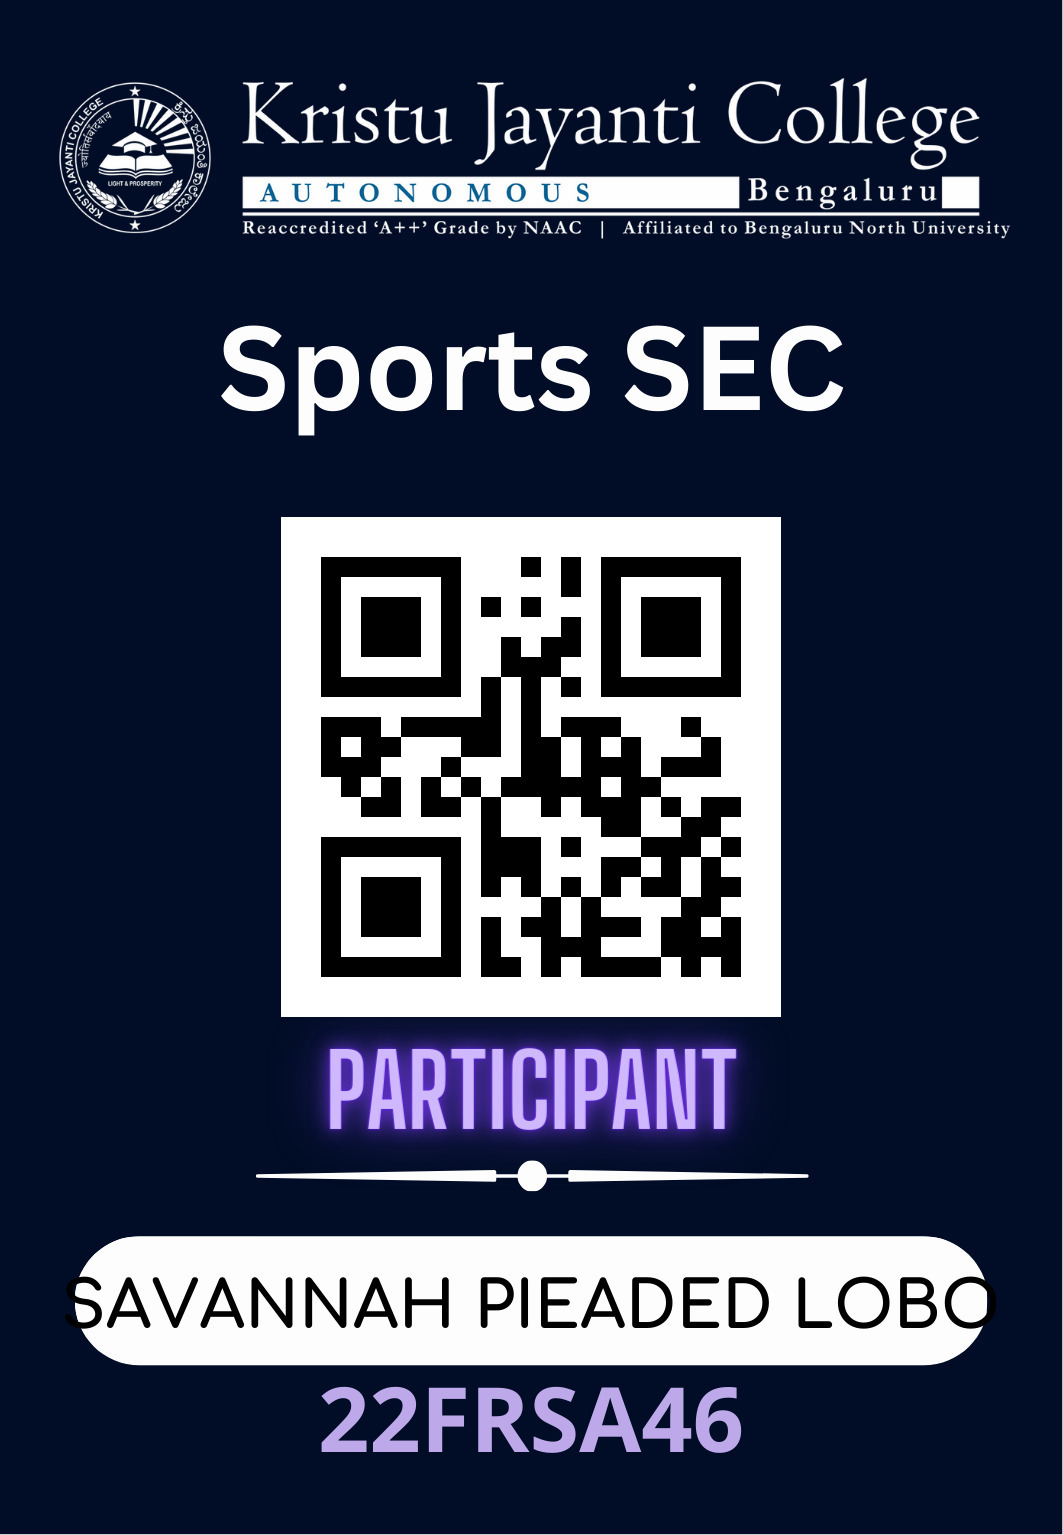 Kristu Jayanti College
AUTONOMOUS Bengaluru
Reaccredited ‘A++’ Grade by NAAC | Affiliated to Bengaluru North University
KRISTU JAYANTI COLLEGE
LIGHT & PROSPERITY
Sports SEC
PARTICIPANT
SAVANNAH PIEADED LOBO
22FRSA46